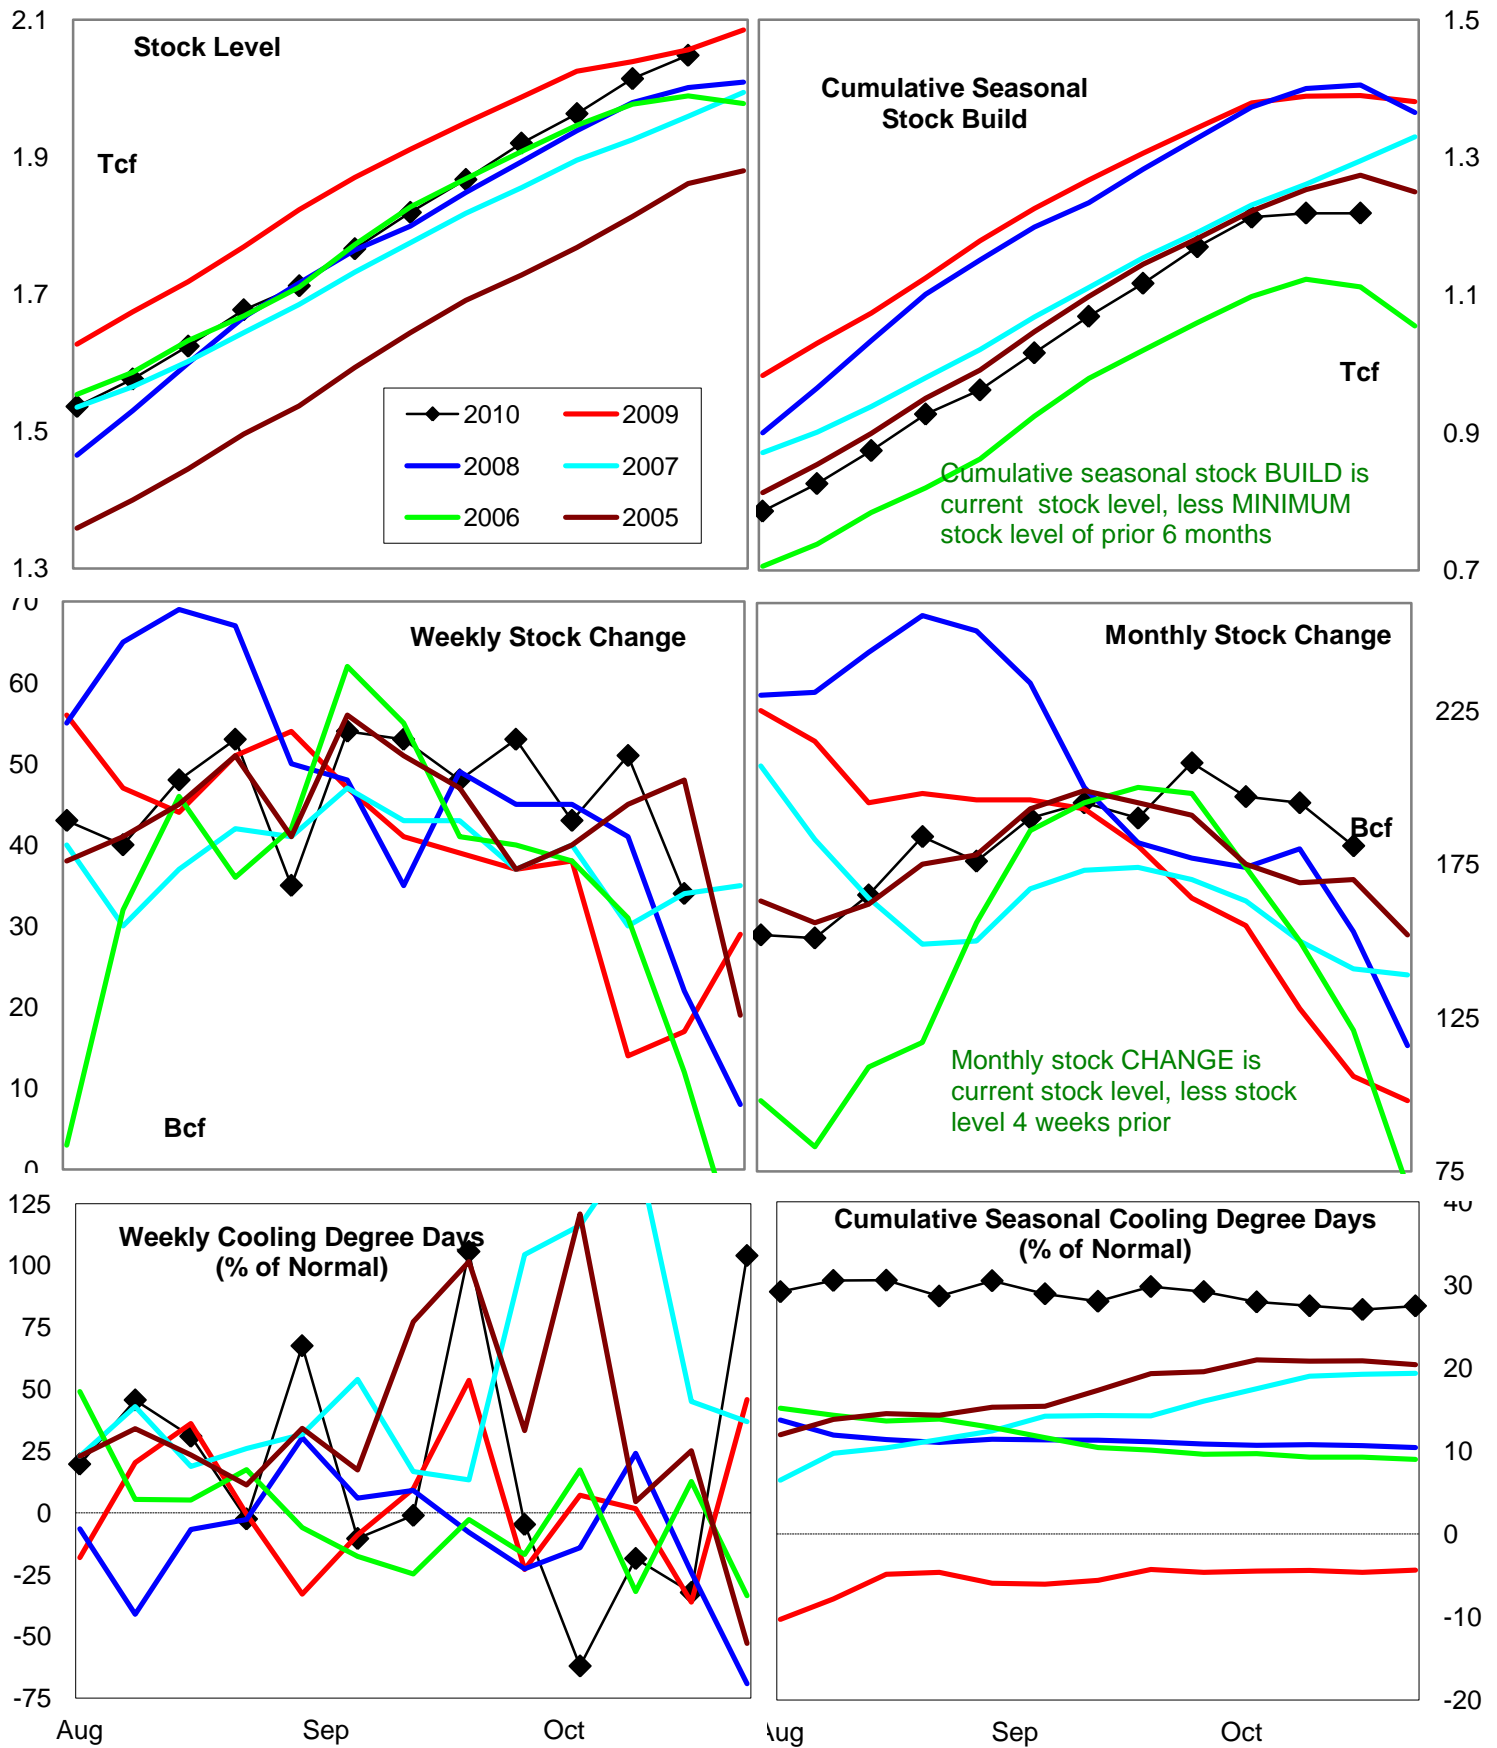 2.1
1.9
1.7
1.5
1.3
Stock Level
Tcf
2010
2009
2008
2007
2006
2005
1.5
1.3
1.1
0.9
0.7
Cumulative Seasonal
Stock Build
Tcf
Cumulative seasonal stock BUILD is
current stock level, less MINIMUM
stock level of prior 6 months
70
60
50
40
30
20
10
0
Weekly Stock Change
Bcf
225
175
125
75
Monthly Stock Change
Bcf
Monthly stock CHANGE is
current stock level, less stock
level 4 weeks prior
125
100
75
50
25
0
-25
-50
-75
Weekly Cooling Degree Days
(% of Normal)
Aug
Sep
Oct
40
30
20
10
0
-10
-20
Cumulative Seasonal Cooling Degree Days
(% of Normal)
Aug
Sep
Oct